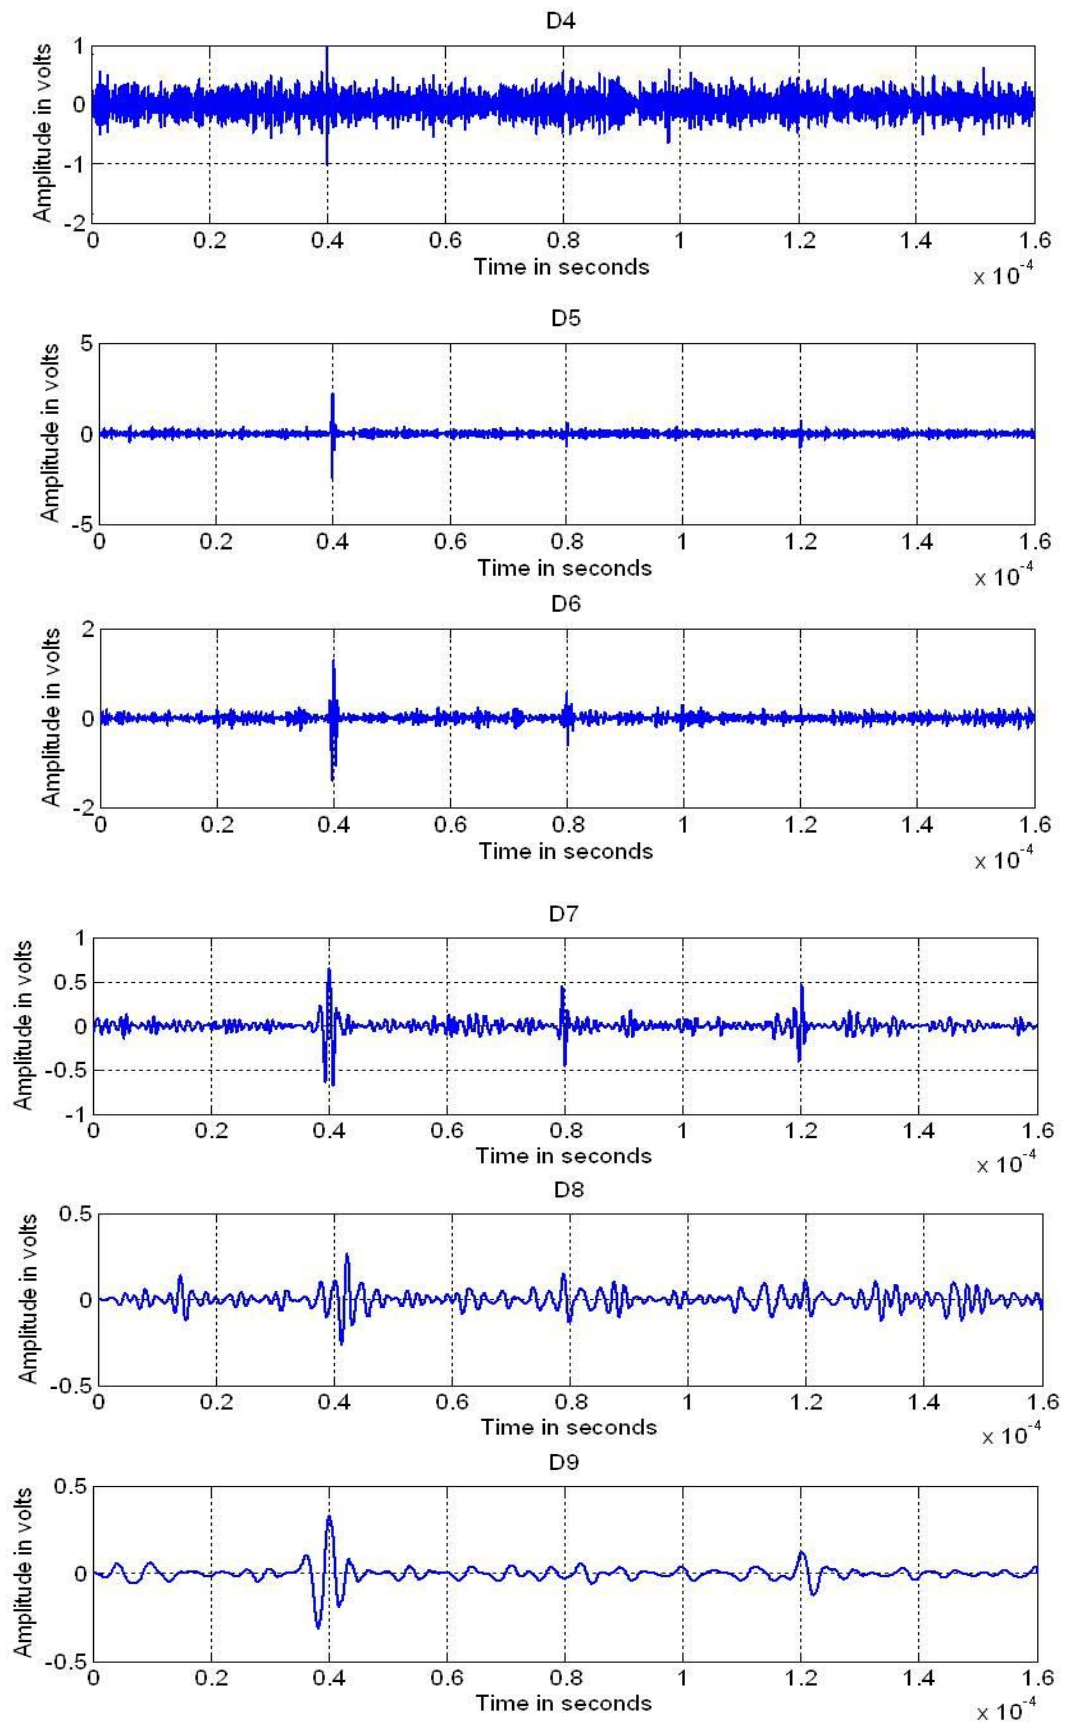 D4
Amplitude in volts
1
0
-1
-2
0 0.2 0.4 0.6 0.8 1 1.2 1.4 1.6
Time in seconds
x 10-4
D5
Amplitude in volts
5
0
-5
0 0.2 0.4 0.6 0.8 1 1.2 1.4 1.6
Time in seconds
x 10-4
D6
Amplitude in volts
2
0
-2
0 0.2 0.4 0.6 0.8 1 1.2 1.4 1.6
Time in seconds
x 10-4
D7
Amplitude in volts
1
0.5
0
-0.5
-1
0 0.2 0.4 0.6 0.8 1 1.2 1.4 1.6
Time in seconds
x 10-4
D8
Amplitude in volts
0.5
0
-0.5
0 0.2 0.4 0.6 0.8 1 1.2 1.4 1.6
Time in seconds
x 10-4
D9
Amplitude in volts
0.5
0
-0.5
0 0.2 0.4 0.6 0.8 1 1.2 1.4 1.6
Time in seconds
x 10-4